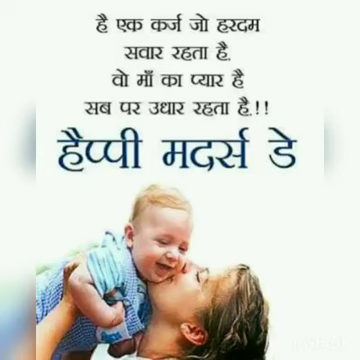 है एक कर्ज जो हरदम
सवार रहता है.
वो माँ का प्यार है
सब पर उधार रहता है.!!
हैप्पी मदर्स डे